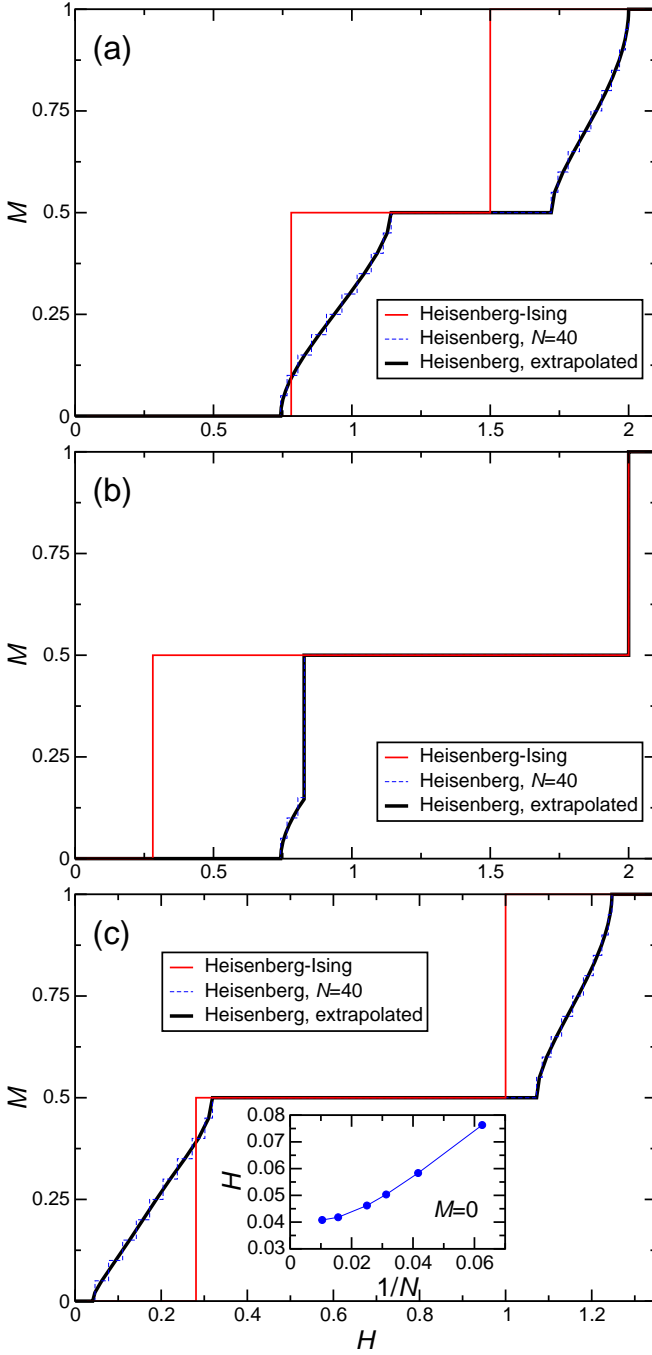 1
(a)
0.75
M
0.5
0.25
Heisenberg-Ising
Heisenberg, N=40
Heisenberg, extrapolated
0
0 0.5 1 1.5 2
1
(b)
0.75
M
0.5
0.25
Heisenberg-Ising
Heisenberg, N=40
Heisenberg, extrapolated
0
0 0.5 1 1.5 2
1
(c)
Heisenberg-Ising
Heisenberg, N=40
Heisenberg, extrapolated
0.75
M
0.5
0.25
0
0.08
0.07
0.06
0.05
0.04
0.03
H
M=0
0 0.02 0.04 0.06
1/N
0 0.2 0.4 0.6 0.8 1 1.2
H